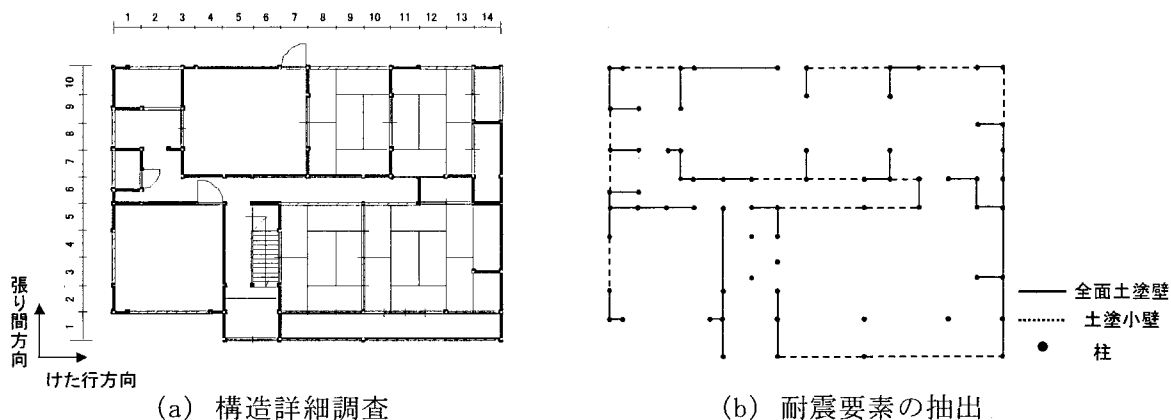 1 2 3 4 5 6 7 8 9 10 11 12 13 14
10
9
8
7
6
5
4
3
2
1
張り間方向
けた行方向
全面土塗壁
土塗小壁
柱
(a) 構造詳細調査
(b) 耐震要素の抽出